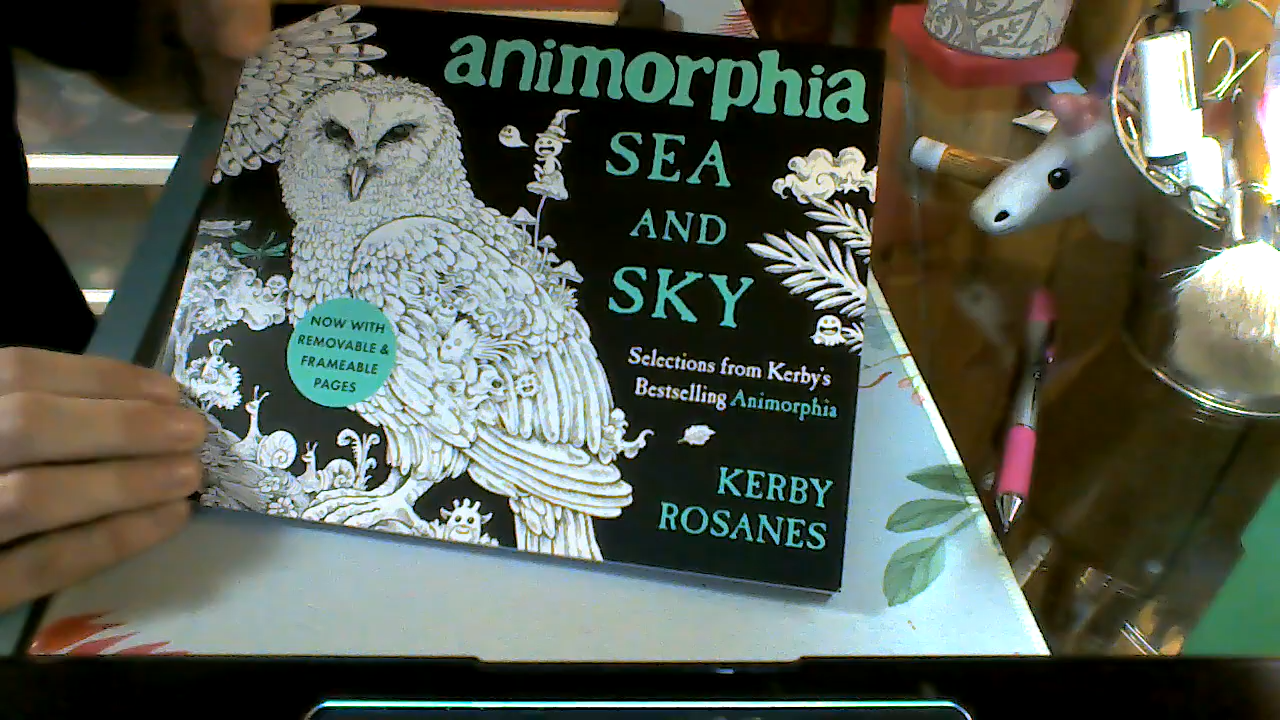 animorphia
SEA
AND
SKY
Selections from Kerby's
Bestselling Animorphia
KERBY
ROSANES
NOW WITH
REMOVABLE &
FRAMEABLE
PAGES